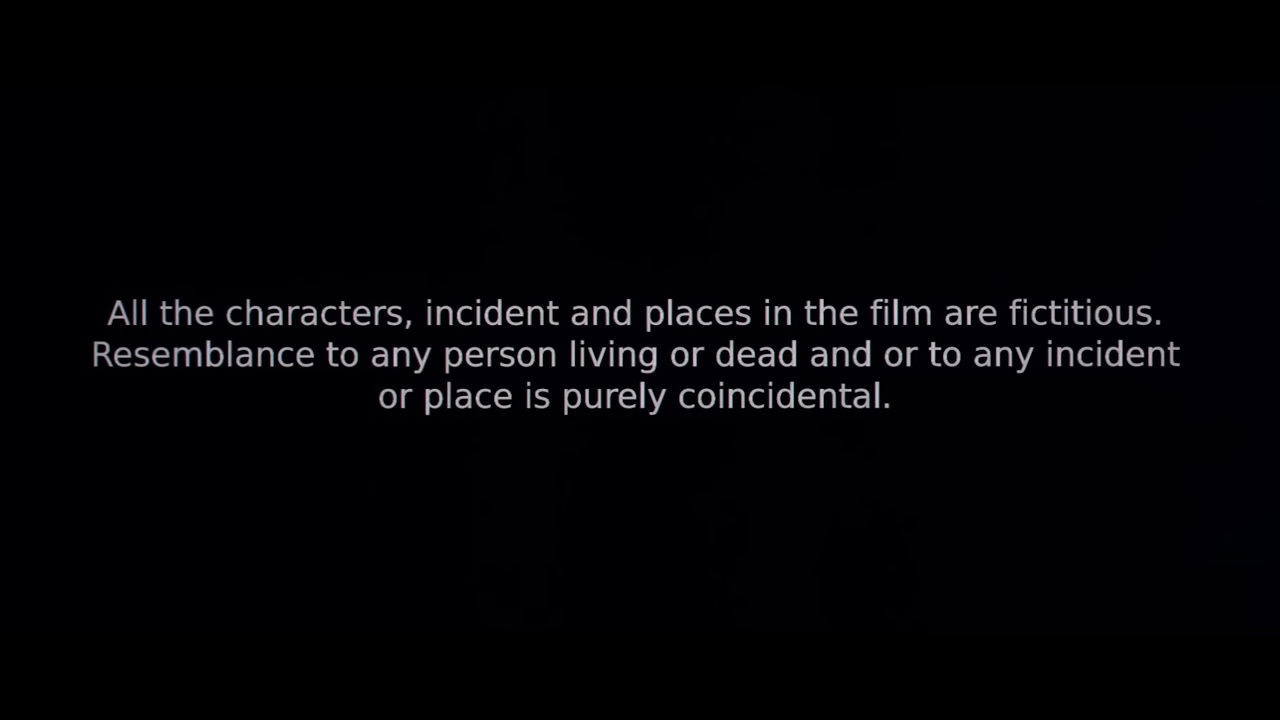 All the characters, incident and places in the film are fictitious.
Resemblance to any person living or dead and or to any incident
or place is purely coincidental.